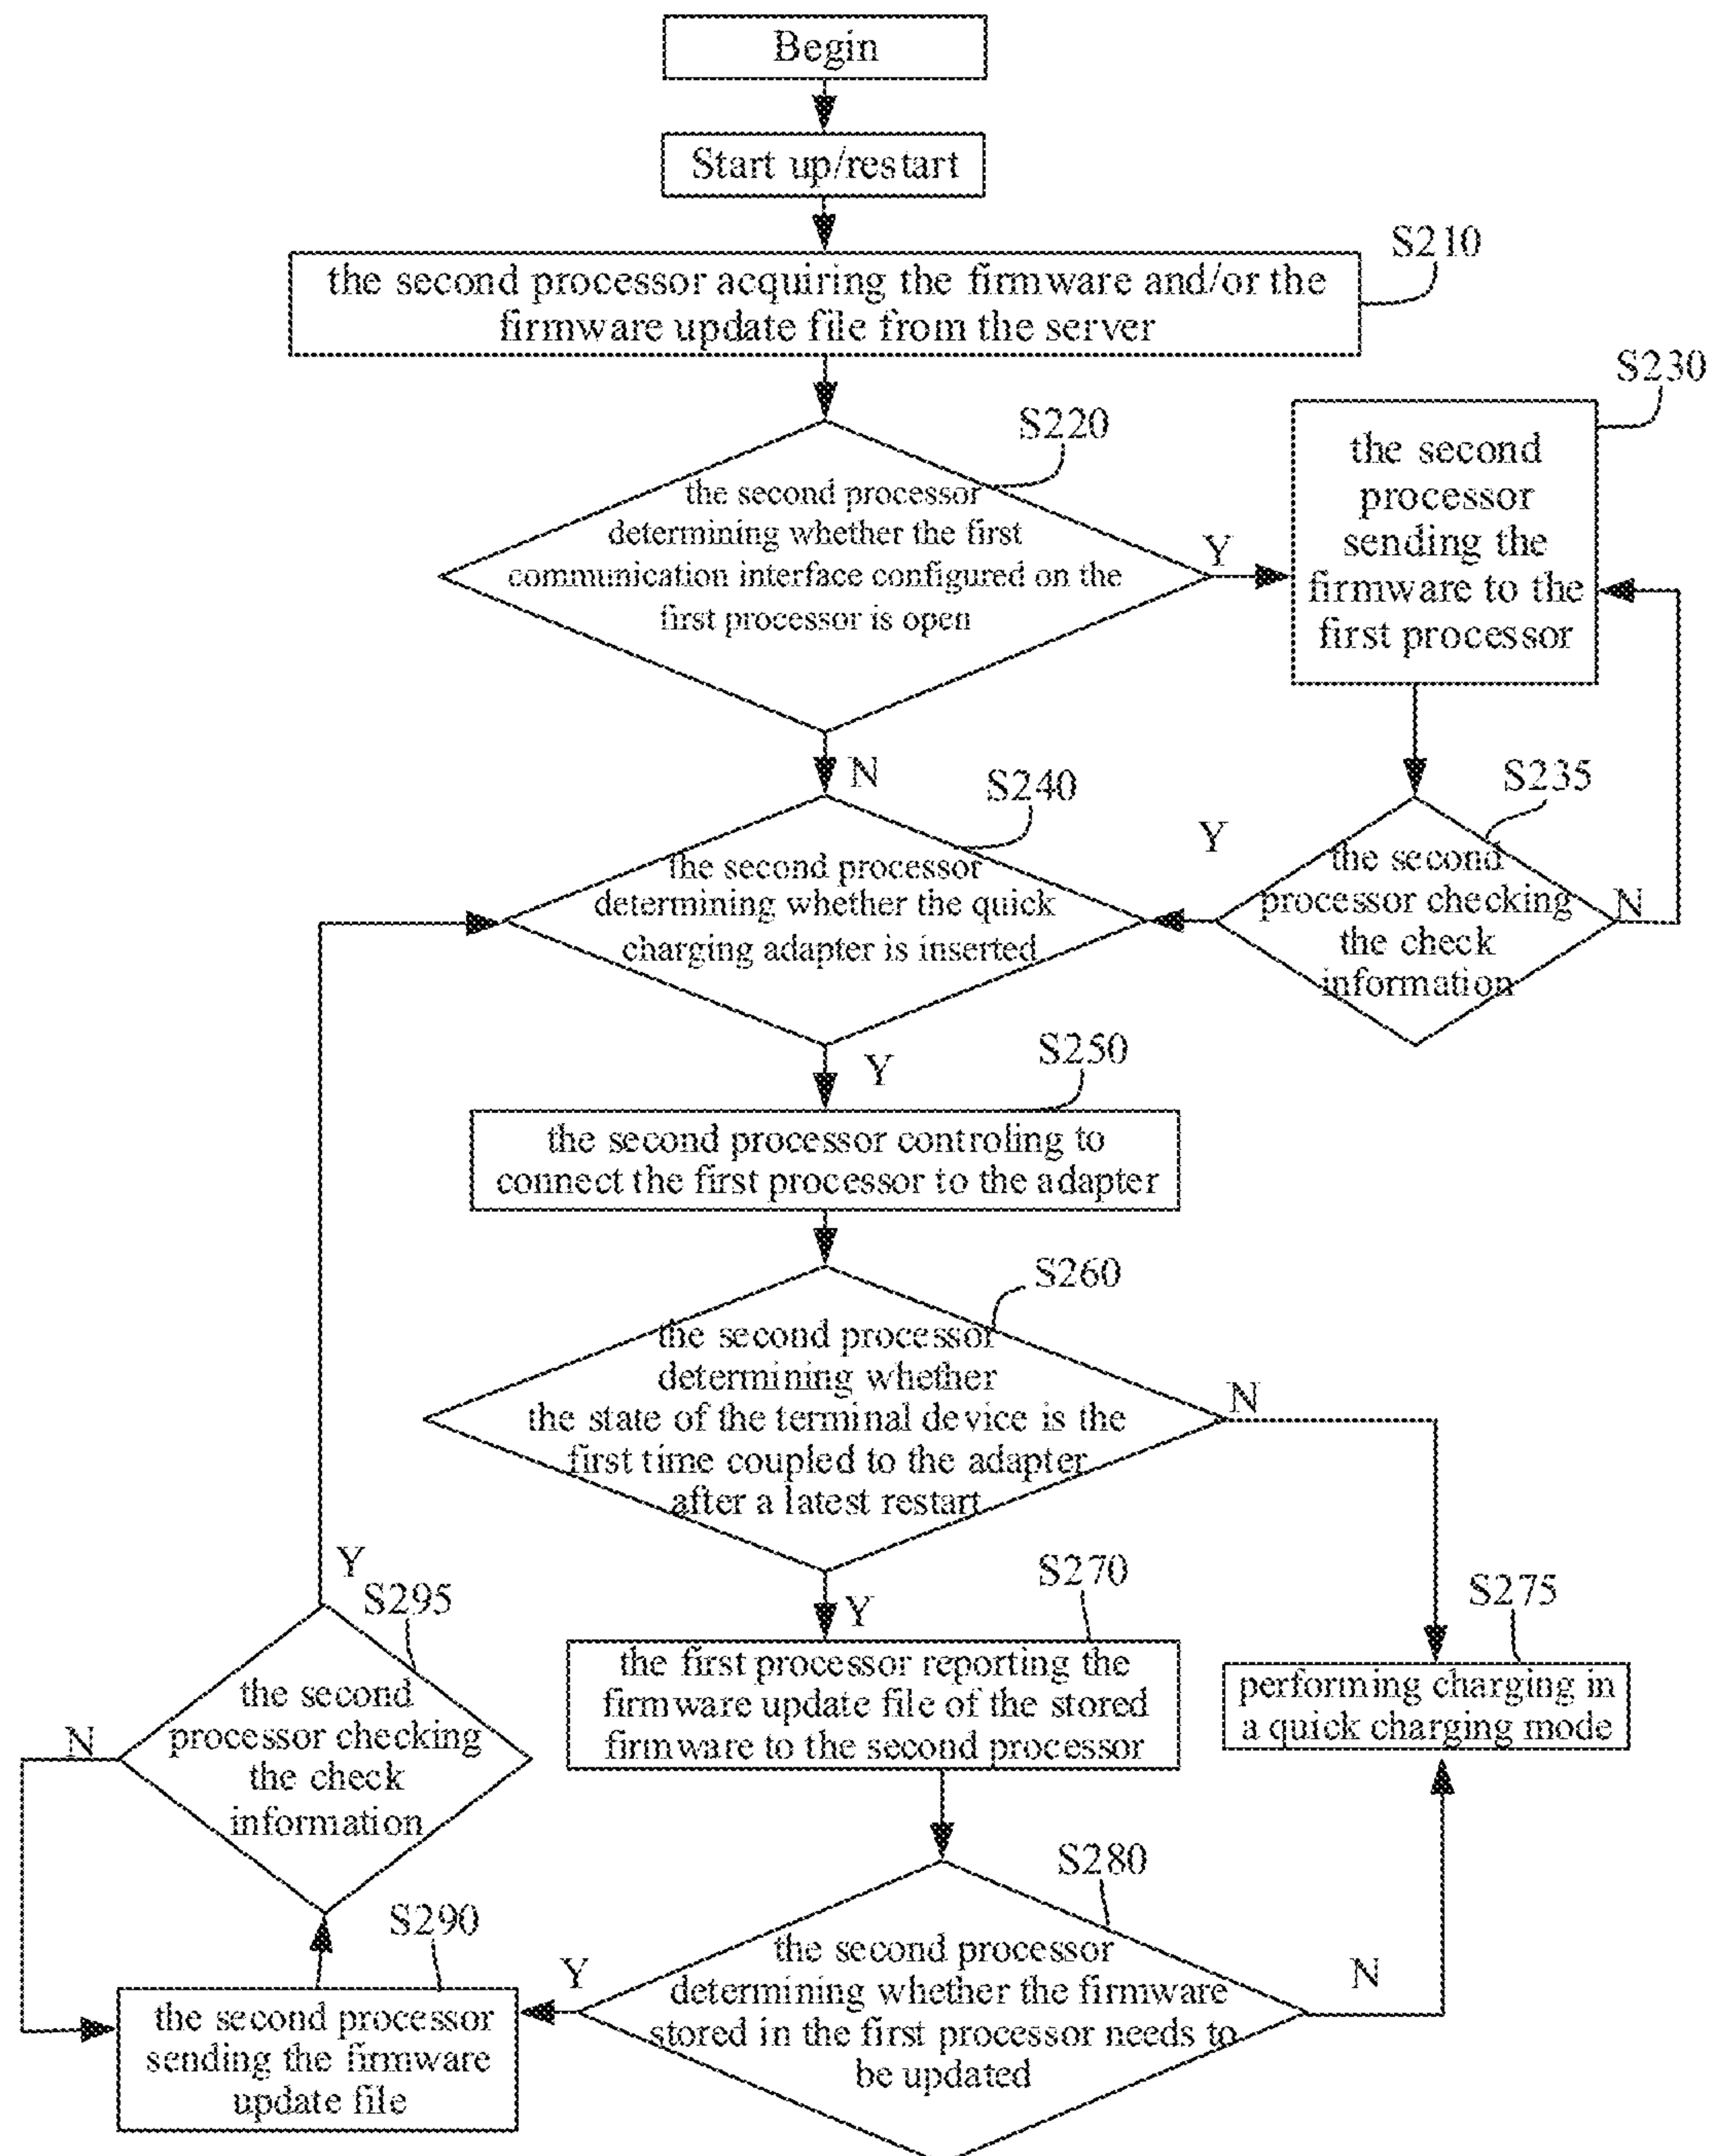 Begin
Start up/restart
S210
the second processor acquiring the firmware and/or the
firmware update file from the server
S220
the second processor
determining whether the first
communication interface configured on the
first processor is open
Y
N
S230
the second
processor
sending the
firmware to the
first processor
S235
the second
processor checking
the check
information
Y
N
S240
the second processor
determining whether the quick
charging adapter is inserted
Y
S250
the second processor controling to
connect the first processor to the adapter
S260
the second processor
determining whether
the state of the terminal device is the
first time coupled to the adapter
after a latest restart
N
Y
S270
the first processor reporting the
firmware update file of the stored
firmware to the second processor
S275
performing charging in
a quick charging mode
S280
the second processor
determining whether the firmware
stored in the first processor needs to
be updated
Y
N
S290
the second processor
sending the firmware
update file
S295
the second
processor checking
the check
information
Y
N